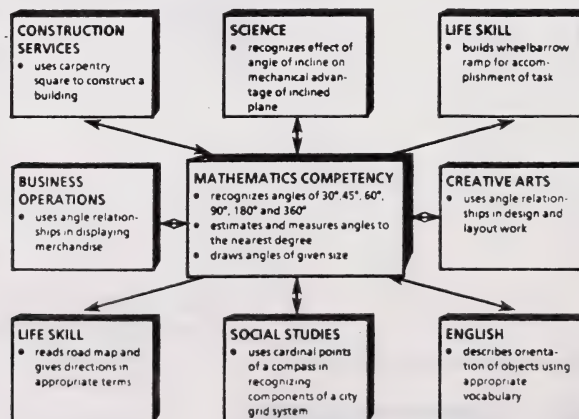 CONSTRUCTION
SERVICES
• uses carpentry
square to construct a
building
SCIENCE
• recognizes effect of
angle of incline on
mechanical advan-
tage of inclined
plane
LIFE SKILL
• builds wheelbarrow
ramp for accom-
plishment of task
BUSINESS
OPERATIONS
• uses angle relation-
ships in displaying
merchandise
MATHEMATICS COMPETENCY
• recognizes angles of 30°, 45°, 60°,
90°, 180° and 360°
• estimates and measures angles to
the nearest degree
• draws angles of given size
CREATIVE ARTS
• uses angle relation-
ships in design and
layout work
LIFE SKILL
• reads road map and
gives directions in
appropriate terms
SOCIAL STUDIES
• uses cardinal points
of a compass in
recognizing
components of a city
grid system
ENGLISH
• describes orienta-
tion of objects using
appropriate
vocabulary